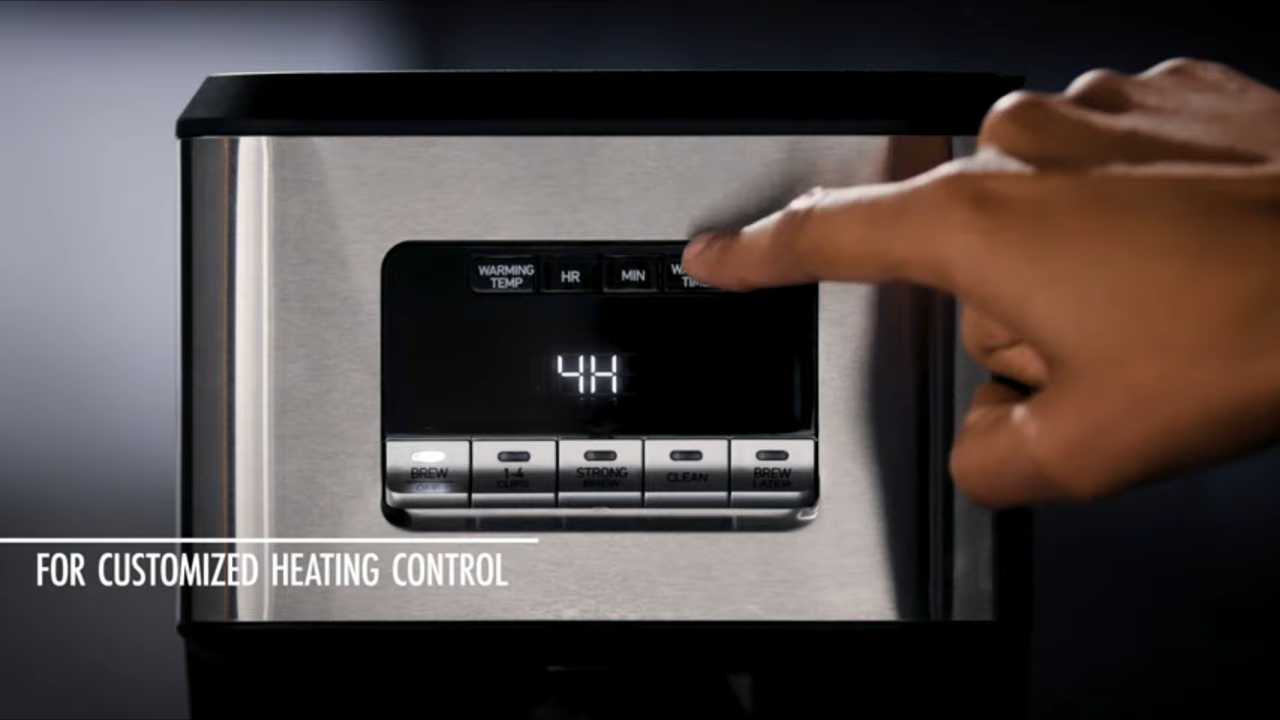 WARMING
TEMP
HR
MIN
4H
BREW
1-4
CUPS
STRONG
BREW
CLEAN
BREW
LATER
FOR CUSTOMIZED HEATING CONTROL